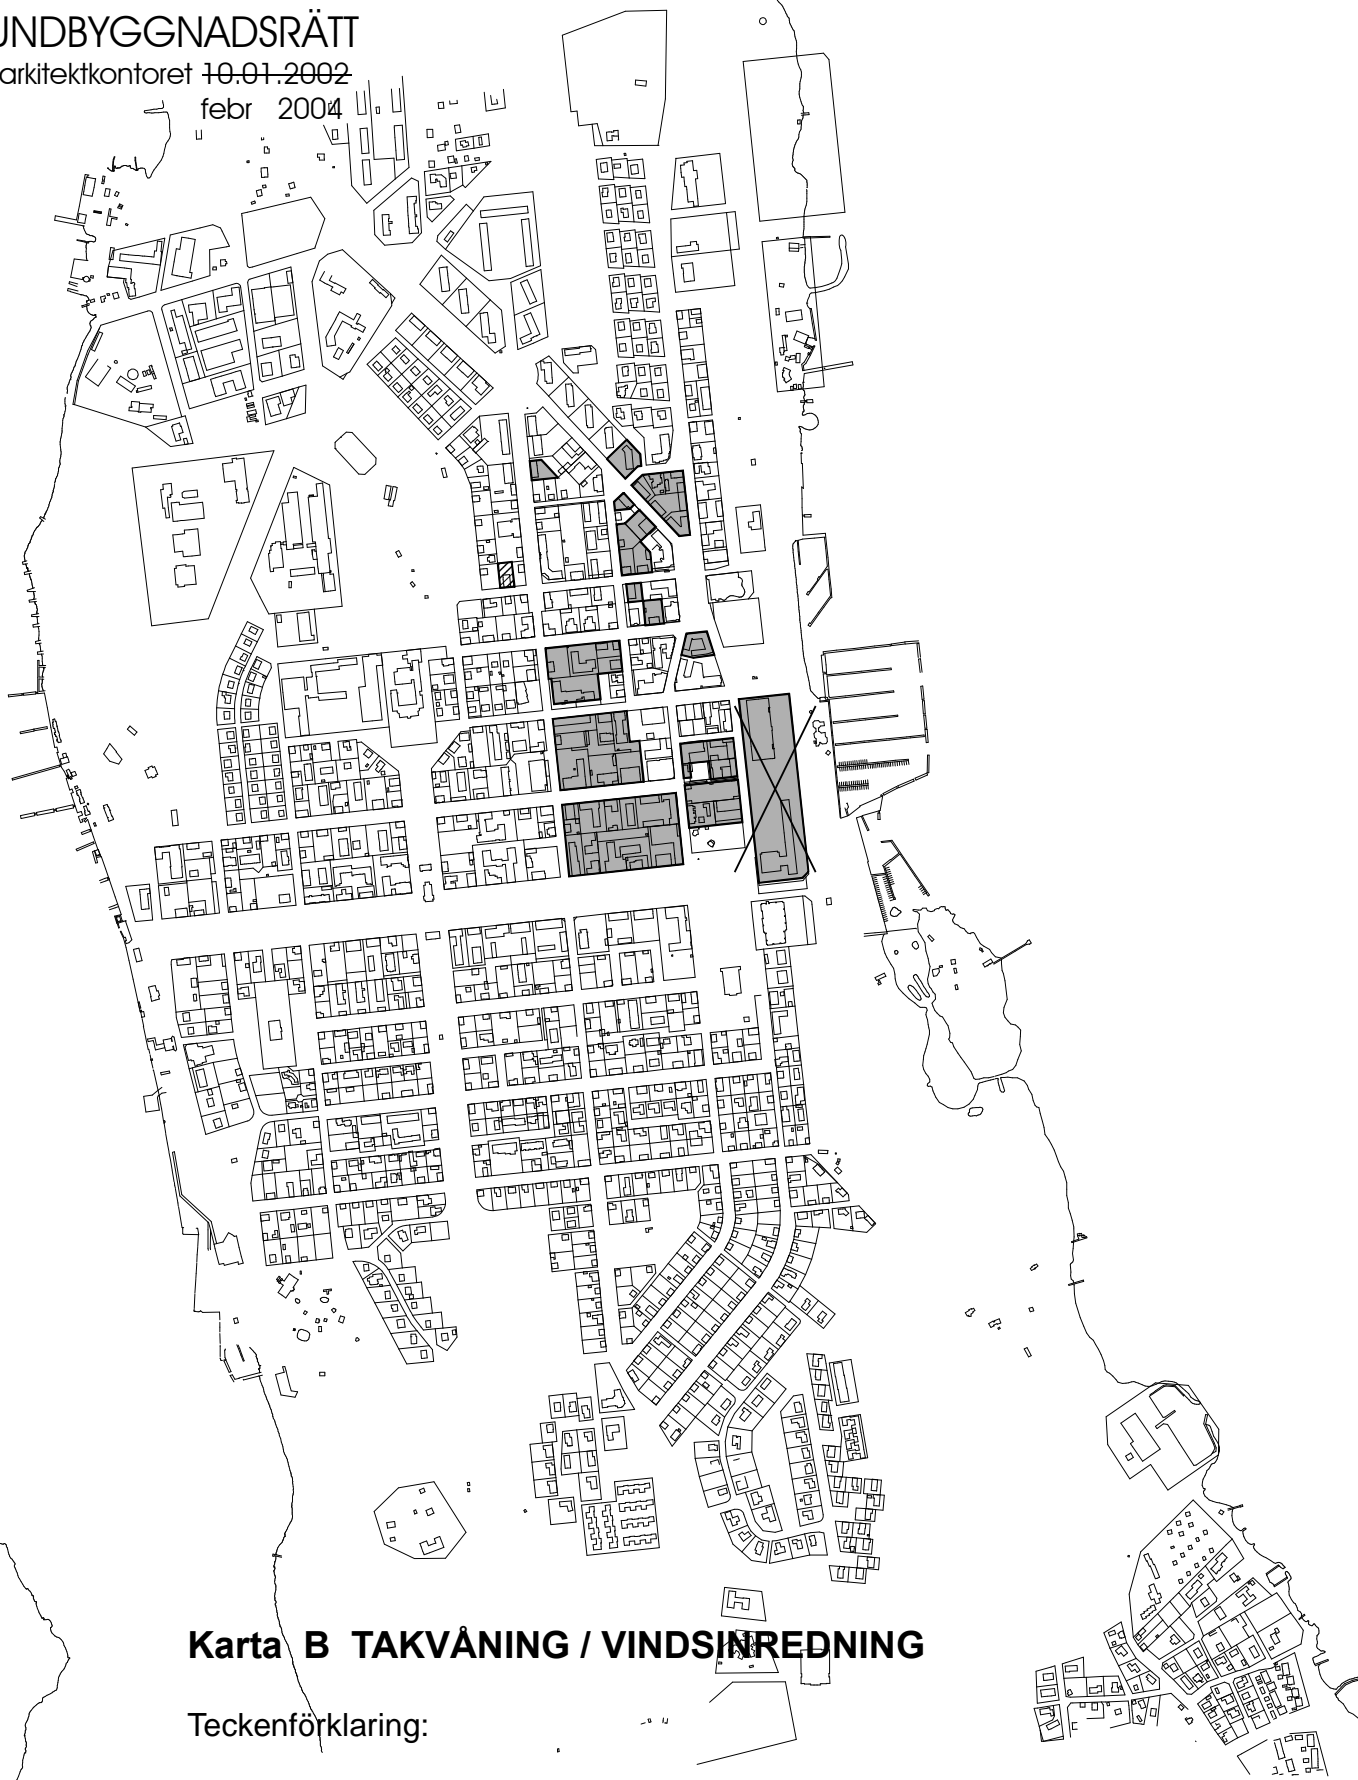 UNDBYGGNADSRÄTT
arkitektkontoret 10.01.2002
febr 2004
Karta B TAKVÅNING / VINDSINREDNING
Teckenförklaring: